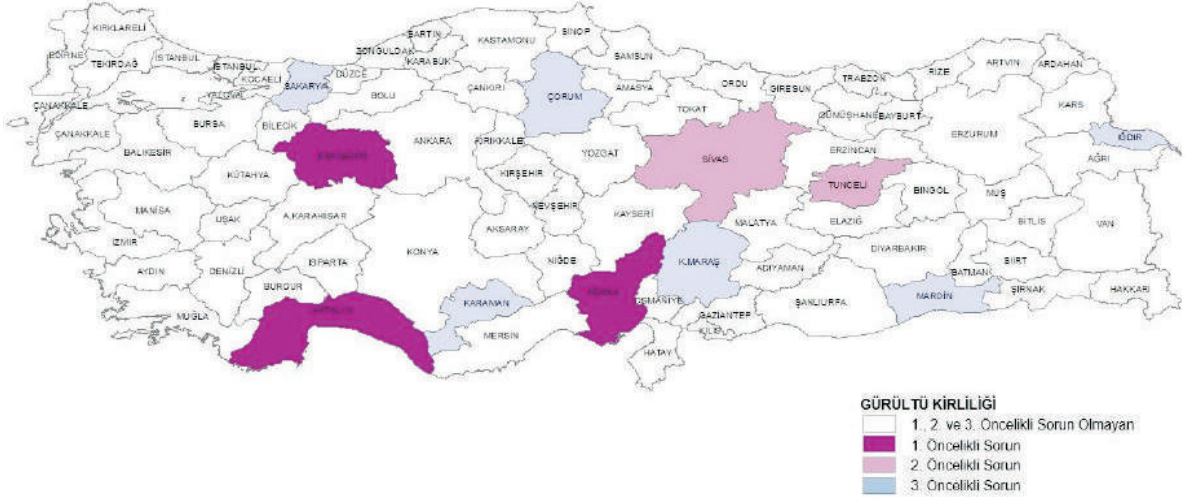 KIRKLARELİ
EDİRNE
TEKİRDAĞ
İSTANBUL
İSTANBUL
KOCAELİ
YALOVA
SAKARYA
DÜZCE
ZONGULDAK
BARTIN
KARABÜK
KASTAMONU
SİNOP
SAMSUN
ORDU
GİRESUN
TRABZON
RİZE
ARTVİN
ARDAHAN
ÇANAKKALE
ÇANAKKALE
BURSA
BİLECİK
BOLU
ÇANKIRI
ÇORUM
AMASYA
TOKAT
GÜMÜŞHANE
BAYBURT
ERZURUM
KARS
IĞDIR
AĞRI
BALIKESİR
KÜTAHYA
ANKARA
KIRIKKALE
YOZGAT
SİVAS
ERZİNCAN
TUNCELİ
BİNGÖL
MUŞ
BİTLİS
VAN
MANİSA
UŞAK
A.KARAHİSAR
KIRŞEHİR
NEVŞEHİR
KAYSERİ
MALATYA
ELAZIĞ
DİYARBAKIR
İZMİR
AYDIN
DENİZLİ
ISPARTA
BURDUR
KONYA
AKSARAY
NİĞDE
K.MARAŞ
ADIYAMAN
BATMAN
SİİRT
ŞIRNAK
HAKKARİ
MARDİN
MUĞLA
KARAMAN
MERSİN
OSMANİYE
GAZİANTEP
KİLİS
ŞANLIURFA
HATAY
GÜRÜLTÜ KİRLİLİĞİ
1., 2. ve 3. Öncelikli Sorun Olmayan
1. Öncelikli Sorun
2. Öncelikli Sorun
3. Öncelikli Sorun